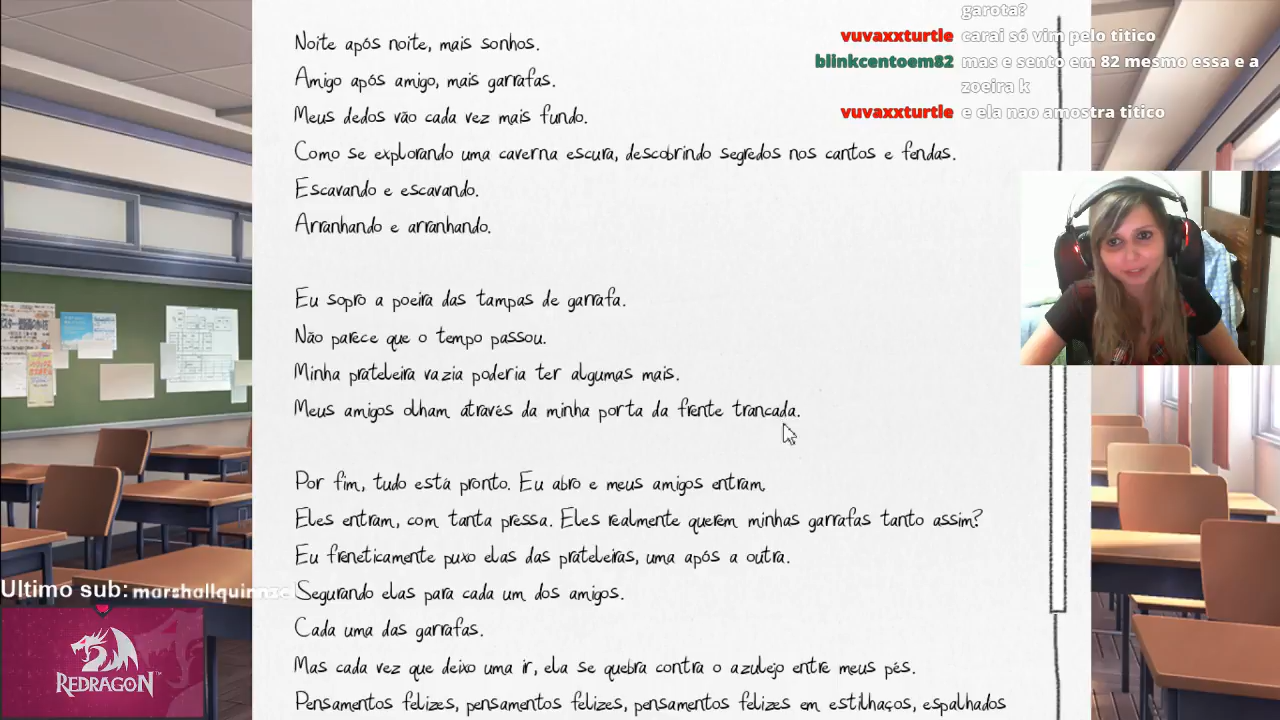 garota?
vuvaxxturtle carai só vim pelo titico
blinkcentoem82 mas e sento em 82 mesmo essa e a
zoeira k
vuvaxxturtle e ela nao amostra titico
Noite após noite, mais sonhos.
Amigo após amigo, mais garrafas.
Meus dedos vão cada vez mais fundo.
Como se explorando uma caverna escura, descobrindo segredos nos cantos e fendas.
Escavando e escavando.
Arranhando e arranhando.
Eu sopro a poeira das tampas de garrafa.
Não parece que o tempo passou.
Minha prateleira vazia poderia ter algumas mais.
Meus amigos olham através da minha porta da frente trancada.
Por fim, tudo está pronto. Eu abro e meus amigos entram,
Eles entram, com tanta pressa. Eles realmente querem minhas garrafas tanto assim?
Eu freneticamente puxo elas das prateleiras, uma após a outra.
Segurando elas para cada um dos amigos.
Cada uma das garrafas.
Mas cada vez que deixo uma ir, ela se quebra contra o azulejo entre meus pés.
Pensamentos felizes, pensamentos felizes, pensamentos felizes em estilhaços, espalhados
Ultimo sub:
REDRAGON